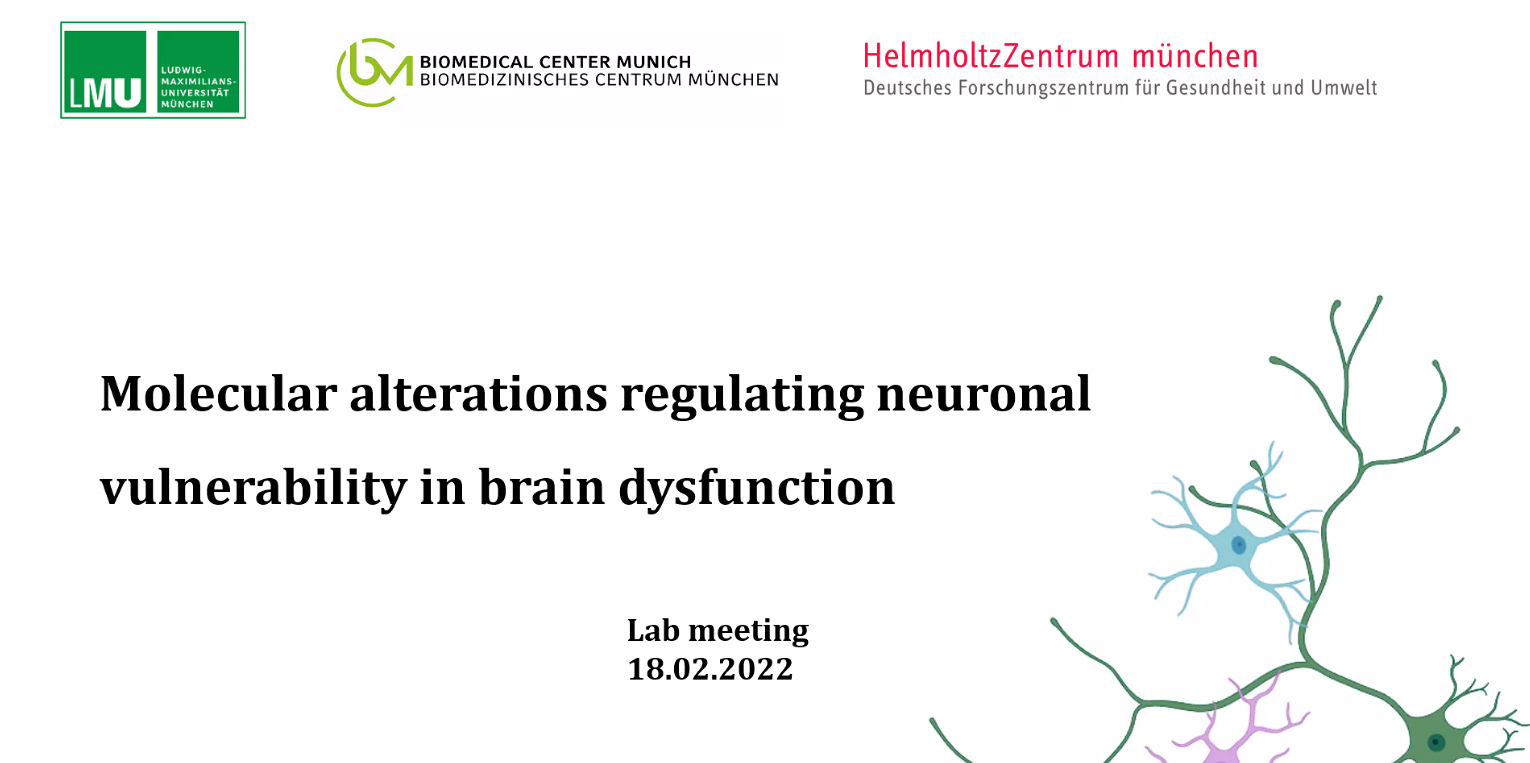 LMU
LUDWIG-
MAXIMILIANS-
UNIVERSITÄT
MÜNCHEN
BIOMEDICAL CENTER MUNICH
BIOMEDIZINISCHES CENTRUM MÜNCHEN
HelmholtzZentrum münchen
Deutsches Forschungszentrum für Gesundheit und Umwelt
Molecular alterations regulating neuronal
vulnerability in brain dysfunction
Lab meeting
18.02.2022